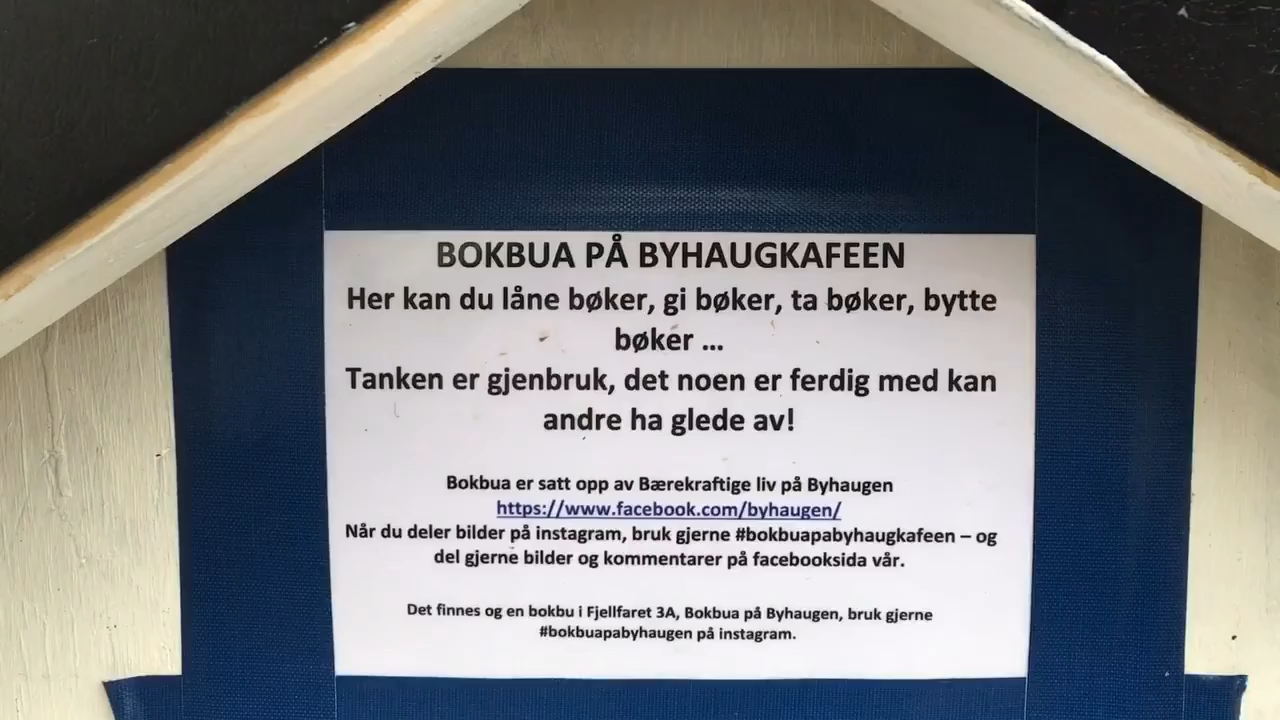 BOKBUA PÅ BYHAUGKAFEEN
Her kan du låne bøker, gi bøker, ta bøker, bytte
bøker ...
Tanken er gjenbruk, det noen er ferdig med kan
andre ha glede av!
Bokbua er satt opp av Bærekraftige liv på Byhaugen
https://www.facebook.com/byhaugen/
Når du deler bilder på instagram, bruk gjerne #bokbuapabyhaugkafeen – og
del gjerne bilder og kommentarer på facebooksida vår.
Det finnes og en bokbu i Fjellfaret 3A, Bokbua på Byhaugen, bruk gjerne
#bokbuapabyhaugen på instagram.